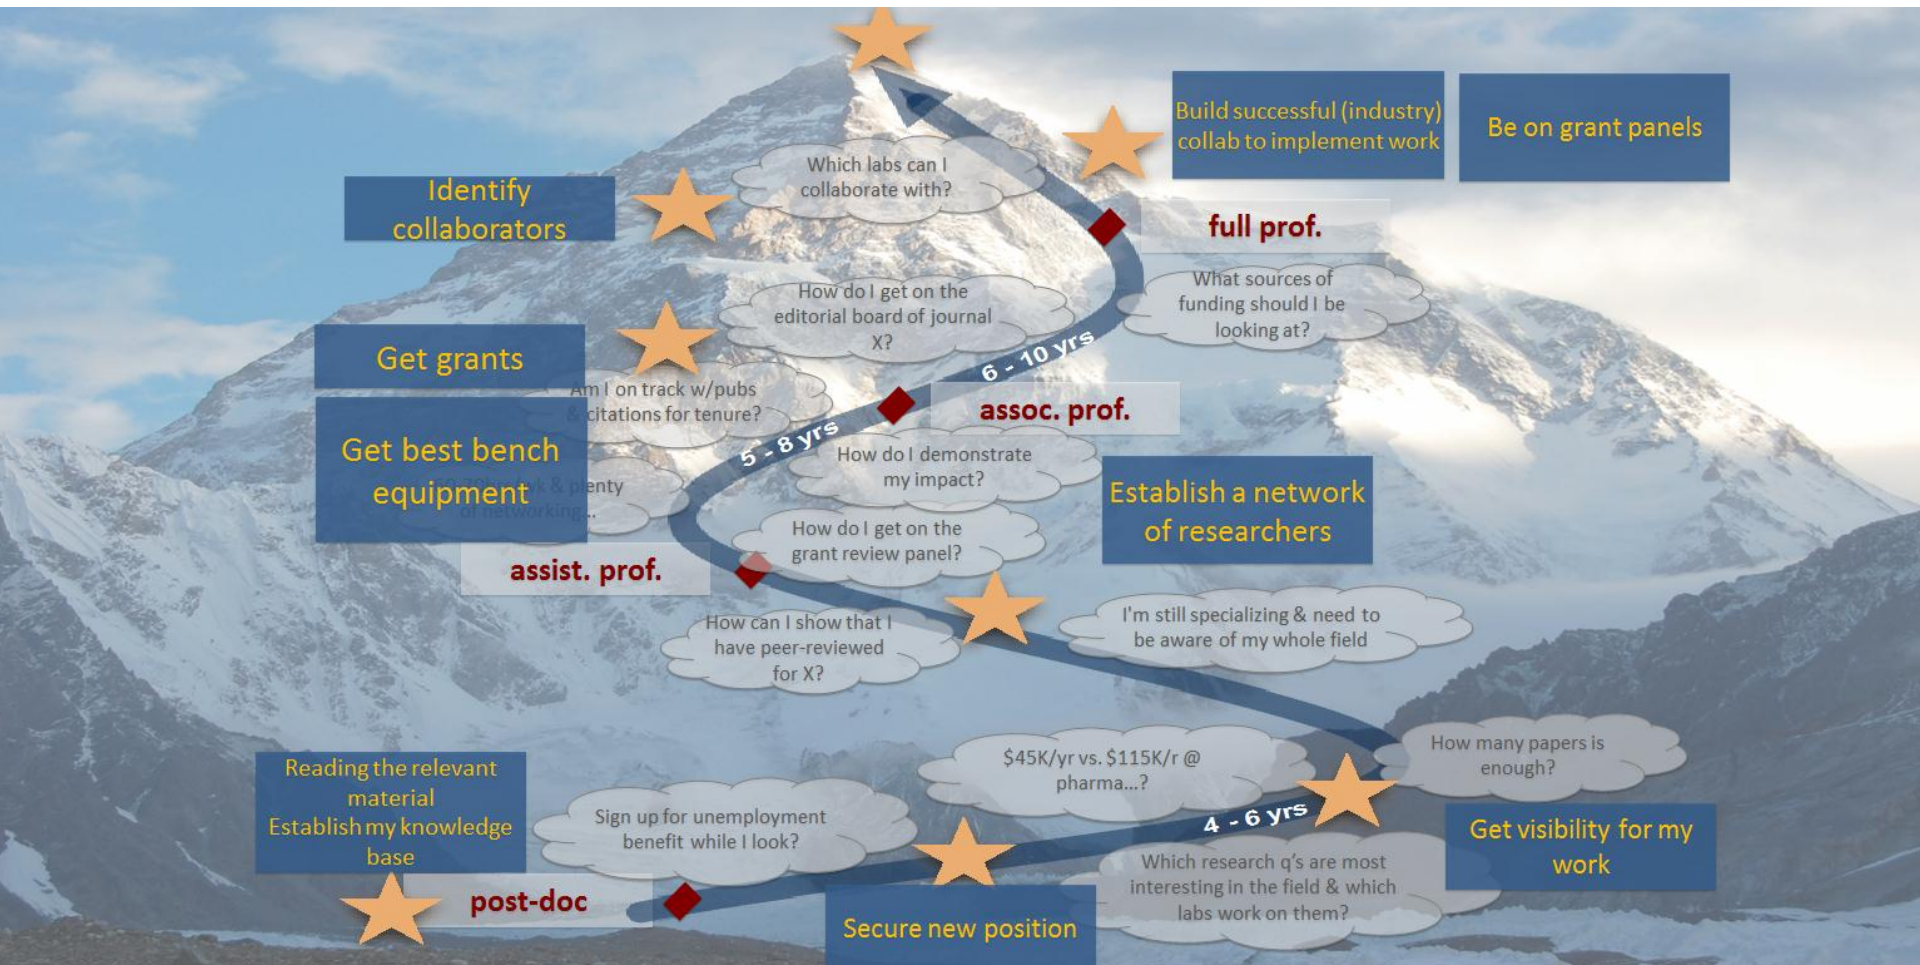 Build successful (industry)
collab to implement work
Be on grant panels
Which labs can I
collaborate with?
Identify
collaborators
full prof.
What sources of
funding should I be
looking at?
How do I get on the
editorial board of journal
X?
6 - 10 yrs
Get grants
Am I on track w/pubs
& citations for tenure?
assoc. prof.
5 - 8 yrs
How do I demonstrate
my impact?
Get best bench
equipment
& plenty
of networking...
Establish a network
of researchers
How do I get on the
grant review panel?
assist. prof.
How can I show that I
have peer-reviewed
for X?
I'm still specializing & need to
be aware of my whole field
$45K/yr vs. $115K/r @
pharma...?
How many papers is
enough?
Reading the relevant
material
Establish my knowledge
base
Sign up for unemployment
benefit while I look?
4 - 6 yrs
Get visibility for my
work
Which research q's are most
interesting in the field & which
labs work on them?
post-doc
Secure new position